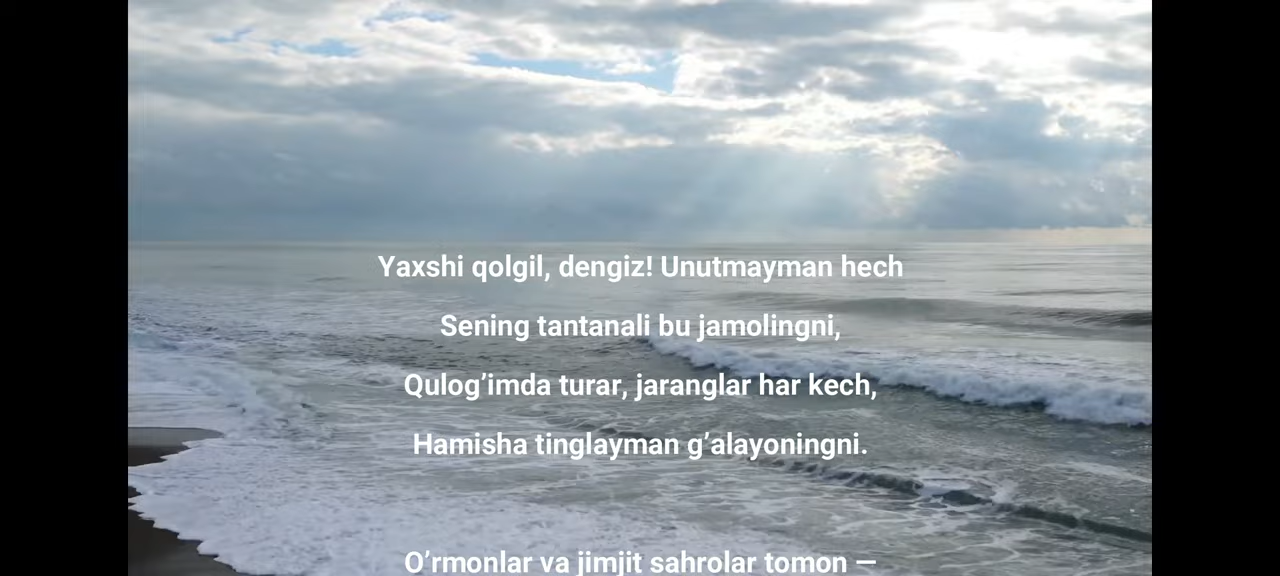 Yaxshi qolgil, dengiz! Unutmayman hech
Sening tantanali bu jamolingni,
Qulog’imda turar, jaranglar har kech,
Hamisha tinglayman g’alayoningni.
O’rmonlar va jimjit sahrolar tomon —